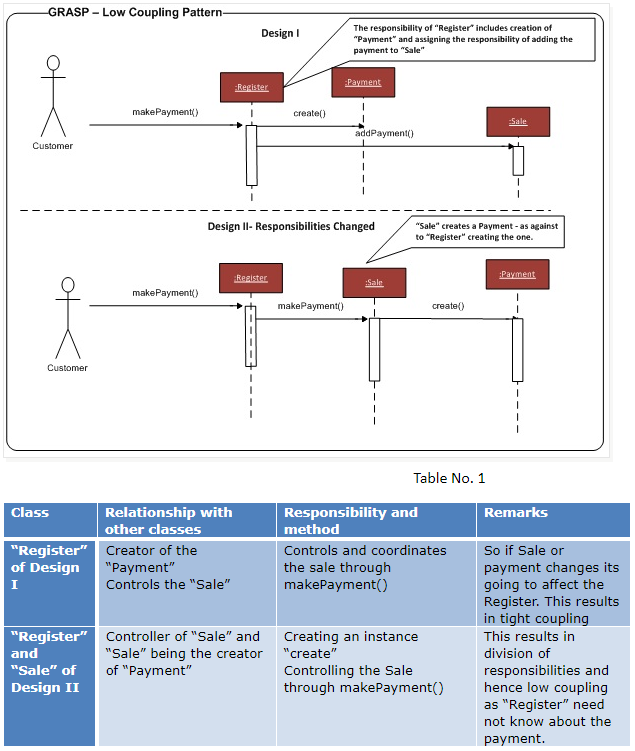 GRASP – Low Coupling Pattern
Design I
The responsibility of “Register” includes creation of
“Payment” and assigning the responsibility of adding the
payment to “Sale”
:Register
:Payment
:Sale
makePayment()
create()
addPayment()
Customer
Design II- Responsibilities Changed
“Sale” creates a Payment - as against
to “Register” creating the one.
:Register
:Sale
:Payment
makePayment()
makePayment()
create()
Customer
Table No. 1
Class
Relationship with
other classes
Responsibility and
method
Remarks
“Register”
of Design
I
Creator of the
“Payment”
Controls the “Sale”
Controls and coordinates
the sale through
makePayment()
So if Sale or
payment changes its
going to affect the
Register. This results
in tight coupling
“Register”
and
“Sale” of
Design II
Controller of “Sale” and
“Sale” being the creator
of “Payment”
Creating an instance
“create”
Controlling the Sale
through makePayment()
This results in
division of
responsibilities and
hence low coupling
as “Register” need
not know about the
payment.